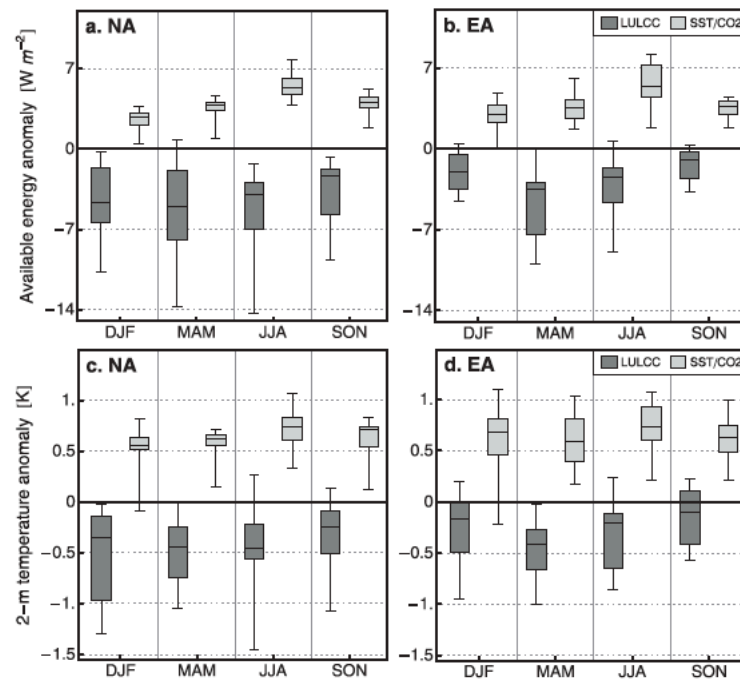 a. NA
b. EA
LULCC SST/CO2
Available energy anomaly [W m−2]
7
0
−7
−14
7
0
−7
−14
DJF MAM JJA SON
DJF MAM JJA SON
c. NA
d. EA
LULCC SST/CO2
2−m temperature anomaly [K]
1.
0.5
0
−0.5
−1.
−1.5
1.
0.5
0
−0.5
−1.
−1.5
DJF MAM JJA SON
DJF MAM JJA SON